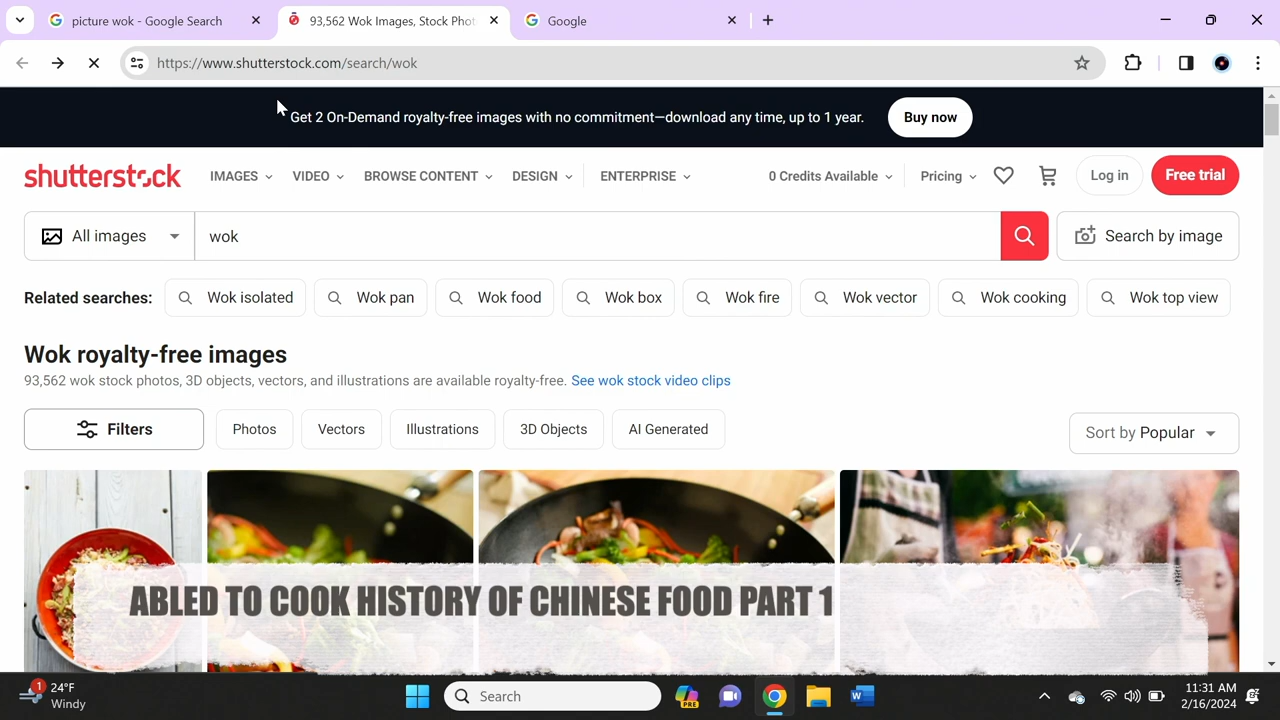 picture wok - Google Search
93,562 Wok Images, Stock Phot
Google
https://www.shutterstock.com/search/wok
Get 2 On-Demand royalty-free images with no commitment—download any time, up to 1 year.
Buy now
shutterstock
IMAGES
VIDEO
BROWSE CONTENT
DESIGN
ENTERPRISE
0 Credits Available
Pricing
Log in
Free trial
All images
wok
Search by image
Related searches:
Wok isolated
Wok pan
Wok food
Wok box
Wok fire
Wok vector
Wok cooking
Wok top view
Wok royalty-free images
93,562 wok stock photos, 3D objects, vectors, and illustrations are available royalty-free. See wok stock video clips
Filters
Photos
Vectors
Illustrations
3D Objects
AI Generated
Sort by Popular
ABLED TO COOK HISTORY OF CHINESE FOOD PART 1
1
24°F
Windy
Search
PRE
W
11:31 AM
2/16/2024